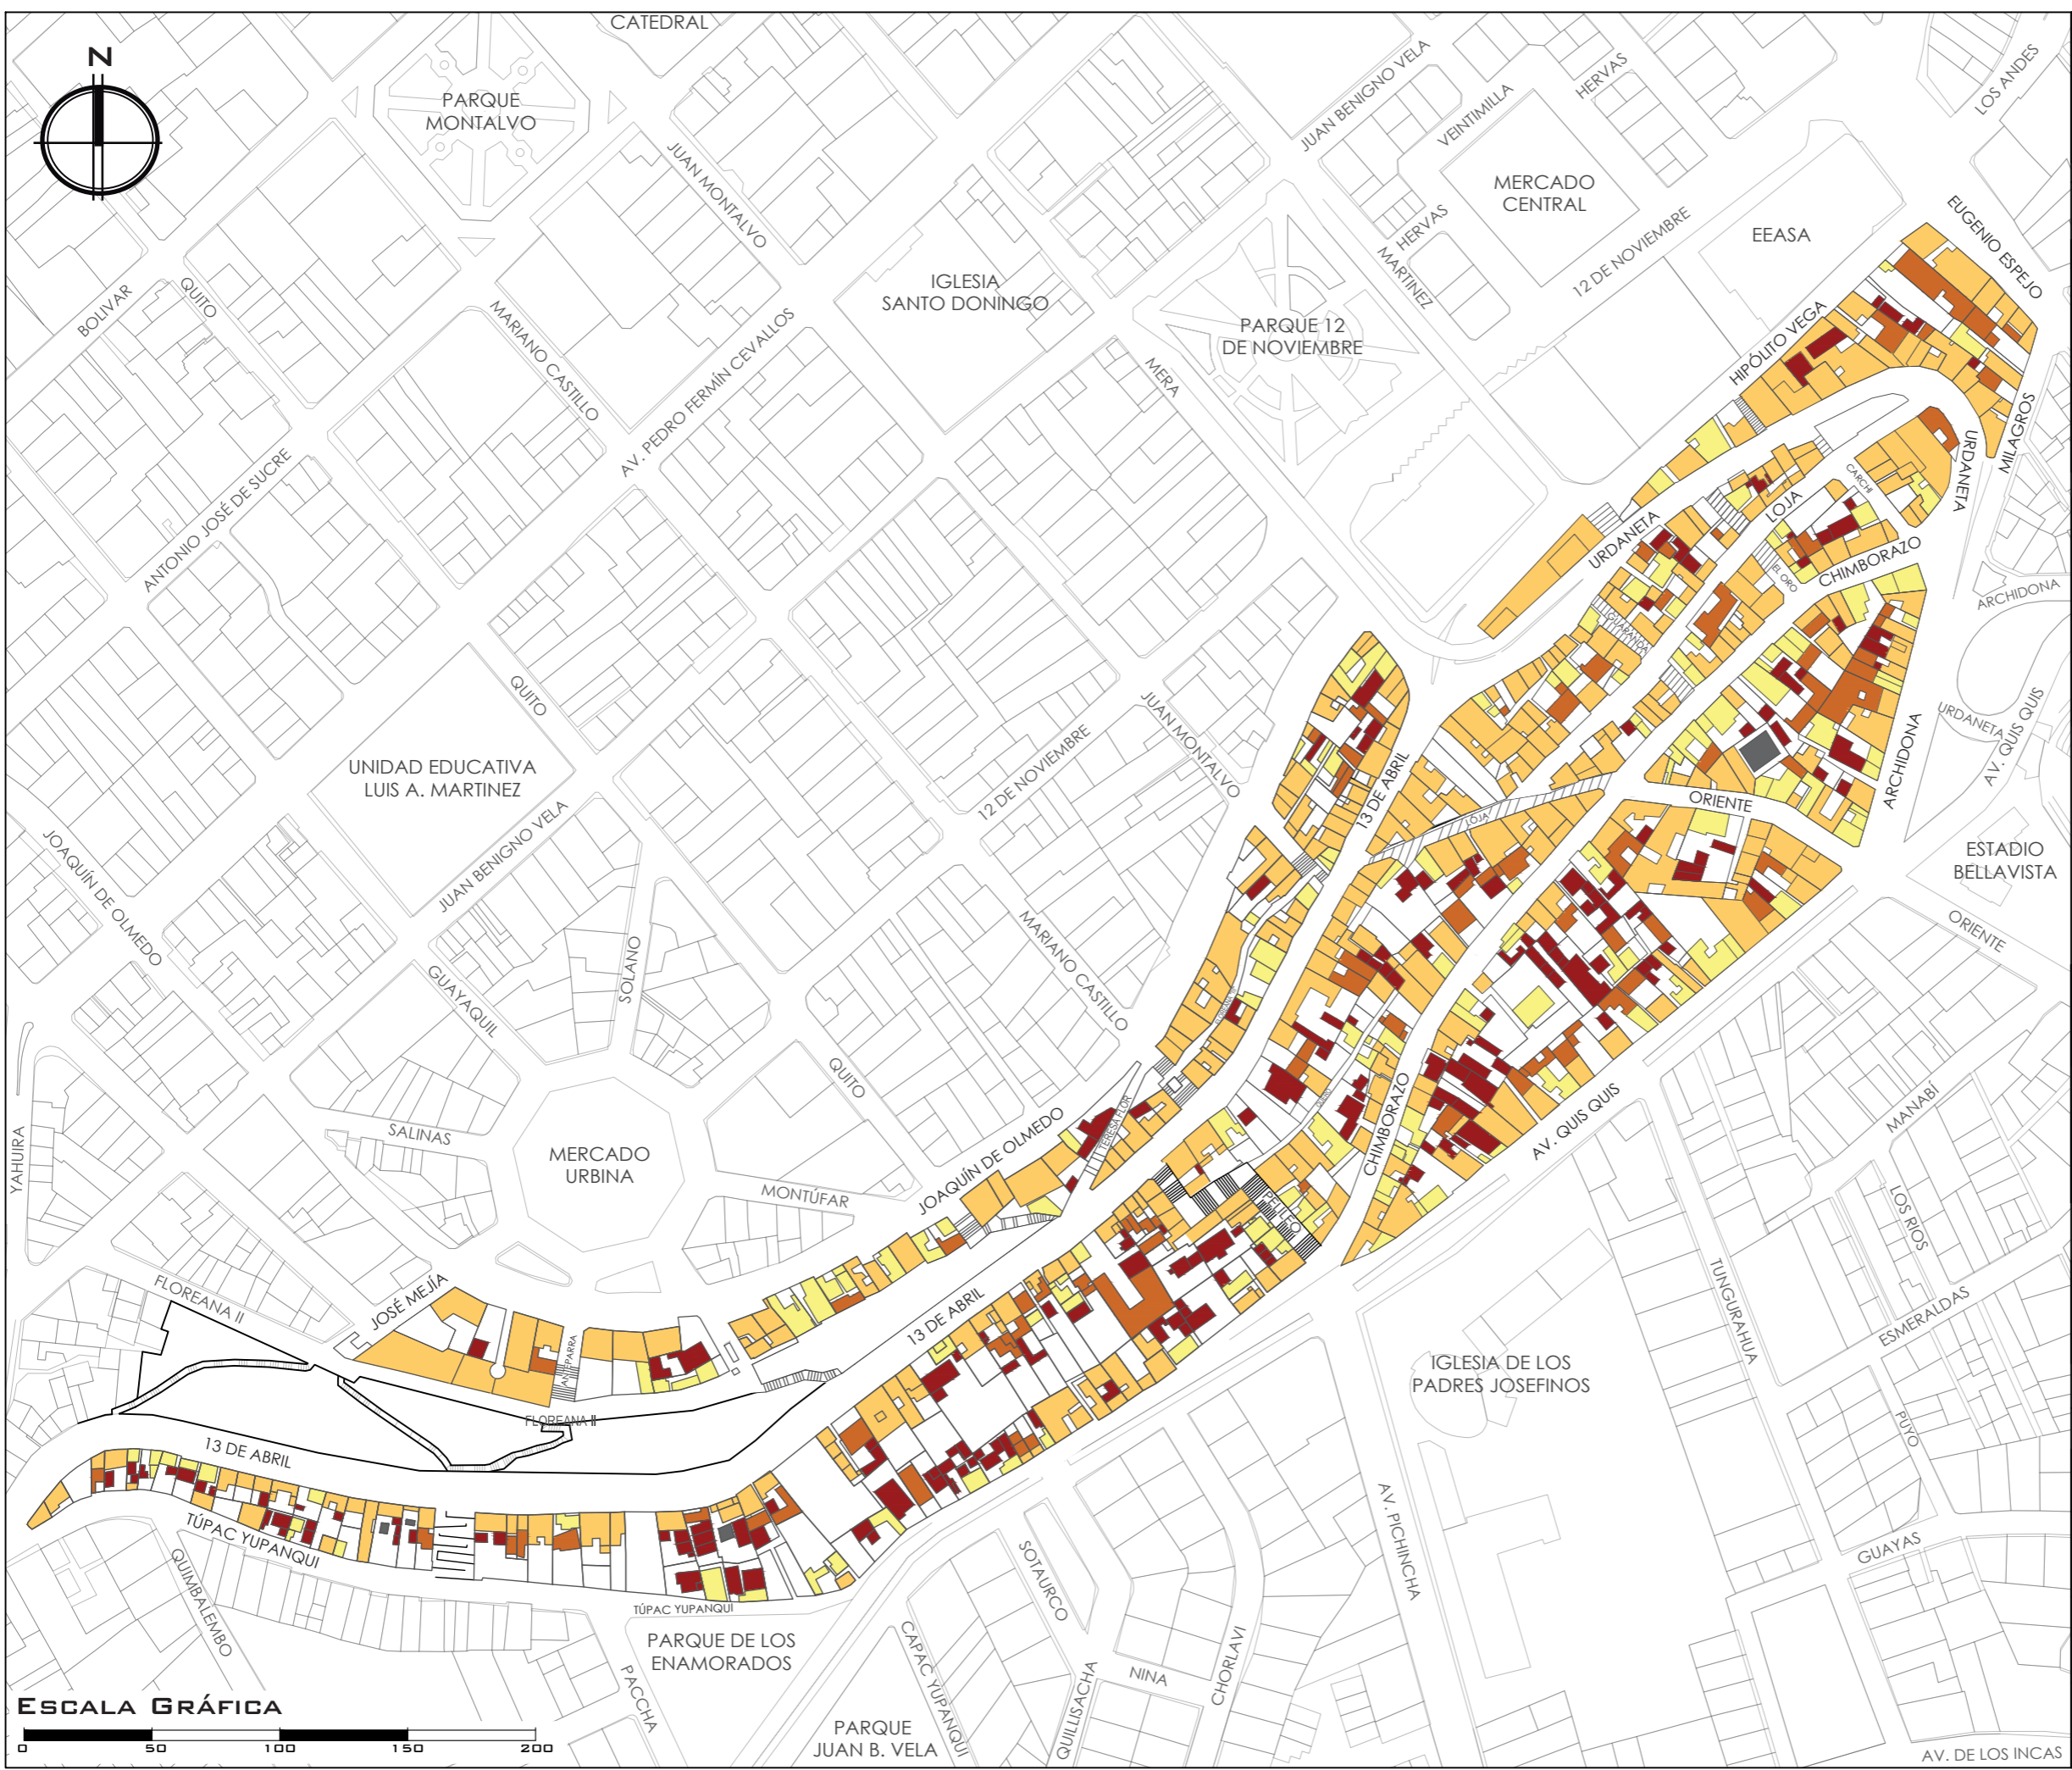 CATEDRAL
N
PARQUE
MONTALVO
JUAN BENIGNO VELA
VEINTIMILLA
HERVAS
LOS ANDES
MERCADO
CENTRAL
JUAN MONTALVO
HERVAS
MARTINEZ
12 DE NOVIEMBRE
EEASA
EUGENIO ESPEJO
BOLIVAR
QUITO
IGLESIA
SANTO DONINGO
MARIANO CASTILLO
AV. PEDRO FERMÍN CEVALLOS
PARQUE 12
DE NOVIEMBRE
MERA
HIPÓLITO VEGA
MILAGROS
URDANETA
ANTONIO JOSÉ DE SUCRE
CARCHI
LOJA
URDANETA
CHIMBORAZO
EL ORO
ARCHIDONA
GUARANDA
QUITO
JUAN MONTALVO
12 DE NOVIEMBRE
URDANETA
AV. QUIS QUIS
ARCHIDONA
UNIDAD EDUCATIVA
LUIS A. MARTINEZ
13 DE ABRIL
ORIENTE
LOJA
JUAN BENIGNO VELA
JOAQUÍN DE OLMEDO
ESTADIO
BELLAVISTA
ORIENTE
MARIANO CASTILLO
SOLANO
GUAYAQUIL
QUITO
CHIMBORAZO
AV. QUIS QUIS
MANABÍ
YAHUIRA
SALINAS
MERCADO
URBINA
MONTÚFAR
JOAQUÍN DE OLMEDO
TERESA FLOR
PELILEO
LOS RIOS
TUNGURAHUA
ESMERALDAS
FLOREANA II
JOSÉ MEJÍA
13 DE ABRIL
IGLESIA DE LOS
PADRES JOSEFINOS
FLOREANA II
PUYO
13 DE ABRIL
TÚPAC YUPANQUI
QUIMBALEMBO
AV. PICHINCHA
GUAYAS
SOTAURCO
TÚPAC YUPANQUI
PARQUE DE LOS
ENAMORADOS
CAPAC YUPANQUI
PACCHA
NINA
QUILLISACHA
CHORLAVI
ESCALA GRÁFICA
0 50 100 150 200
PARQUE
JUAN B. VELA
AV. DE LOS INCAS